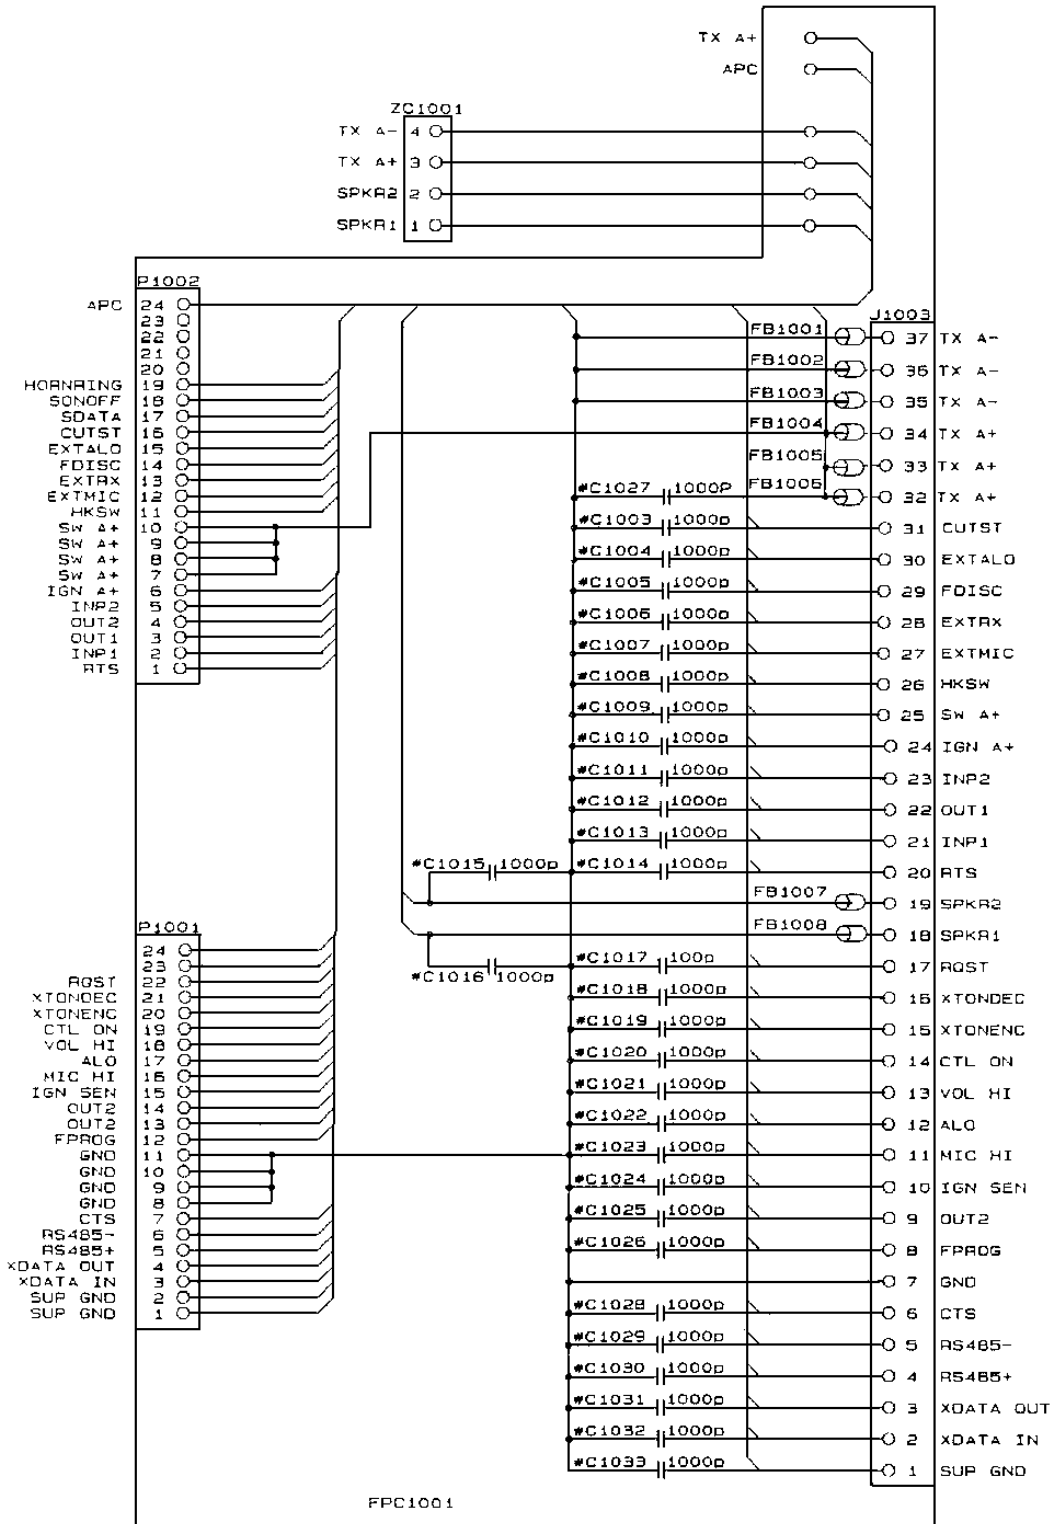 TX A+
APC
ZC1001
TX A- 4
TX A+ 3
SPKR2 2
SPKR1 1
P1002
APC 24
23
22
21
20
HORNRING 19
SONOFF 18
SDATA 17
CUTST 16
EXTALO 15
FDISC 14
EXTRX 13
EXTMIC 12
HKSW 11
SW A+ 10
SW A+ 9
SW A+ 8
SW A+ 7
IGN A+ 6
INP2 5
OUT2 4
OUT1 3
INP1 2
RTS 1
P1001
24
23
RQST 22
XTONDEC 21
XTONENC 20
CTL ON 19
VOL HI 18
ALO 17
MIC HI 16
IGN SEN 15
OUT2 14
OUT2 13
FPROG 12
GND 11
GND 10
GND 9
GND 8
CTS 7
RS485- 6
RS485+ 5
XDATA OUT 4
XDATA IN 3
SUP GND 2
SUP GND 1
J1003
FB1001 37 TX A-
FB1002 36 TX A-
FB1003 35 TX A-
FB1004 34 TX A+
FB1005 33 TX A+
#C1027 1000P FB1006 32 TX A+
#C1003 1000p 31 CUTST
#C1004 1000p 30 EXTALO
#C1005 1000p 29 FDISC
#C1006 1000p 28 EXTRX
#C1007 1000p 27 EXTMIC
#C1008 1000p 26 HKSW
#C1009 1000p 25 SW A+
#C1010 1000p 24 IGN A+
#C1011 1000p 23 INP2
#C1012 1000p 22 OUT1
#C1013 1000p 21 INP1
#C1015 1000p #C1014 1000p 20 RTS
FB1007 19 SPKR2
FB1008 18 SPKR1
#C1016 1000p #C1017 100p 17 RQST
#C1018 1000p 16 XTONDEC
#C1019 1000p 15 XTONENC
#C1020 1000p 14 CTL ON
#C1021 1000p 13 VOL HI
#C1022 1000p 12 ALO
#C1023 1000p 11 MIC HI
#C1024 1000p 10 IGN SEN
#C1025 1000p 9 OUT2
#C1026 1000p 8 FPROG
7 GND
#C1028 1000p 6 CTS
#C1029 1000p 5 RS485-
#C1030 1000p 4 RS485+
#C1031 1000p 3 XDATA OUT
#C1032 1000p 2 XDATA IN
#C1033 1000p 1 SUP GND
FPC1001